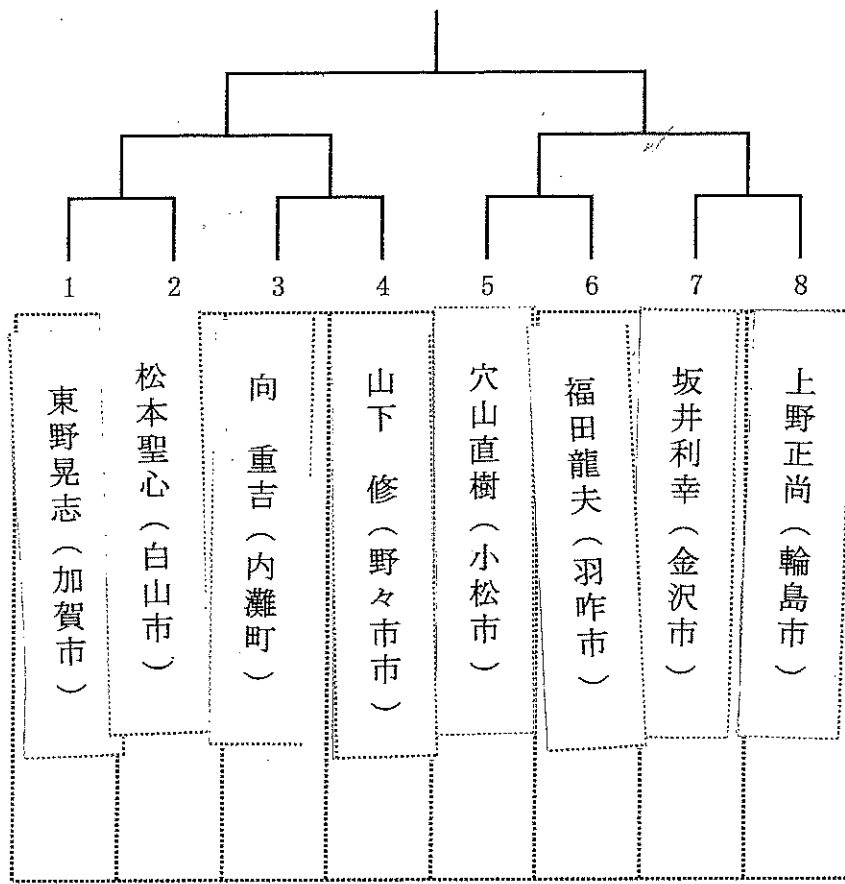 1 2 3 4 5 6 7 8
東野晃志(加賀市)
松本聖心(白山市)
向 重吉(内灘町)
山下 修(野々市市)
穴山直樹(小松市)
福田龍夫(羽咋市)
坂井利幸(金沢市)
上野正尚(輪島市)